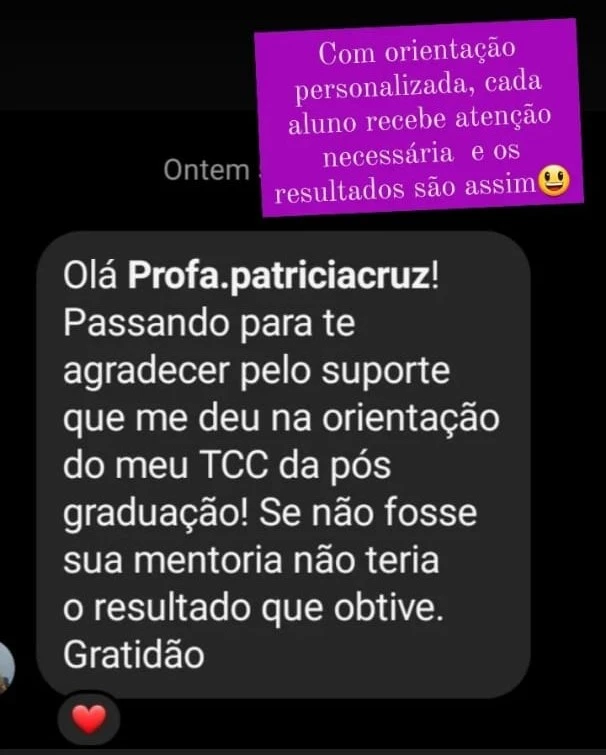 Com orientação
personalizada, cada
aluno recebe atenção
necessária e os
resultados são assim😃
Ontem
Olá Profa.patriciacruz!
Passando para te
agradecer pelo suporte
que me deu na orientação
do meu TCC da pós
graduação! Se não fosse
sua mentoria não teria
o resultado que obtive.
Gratidão